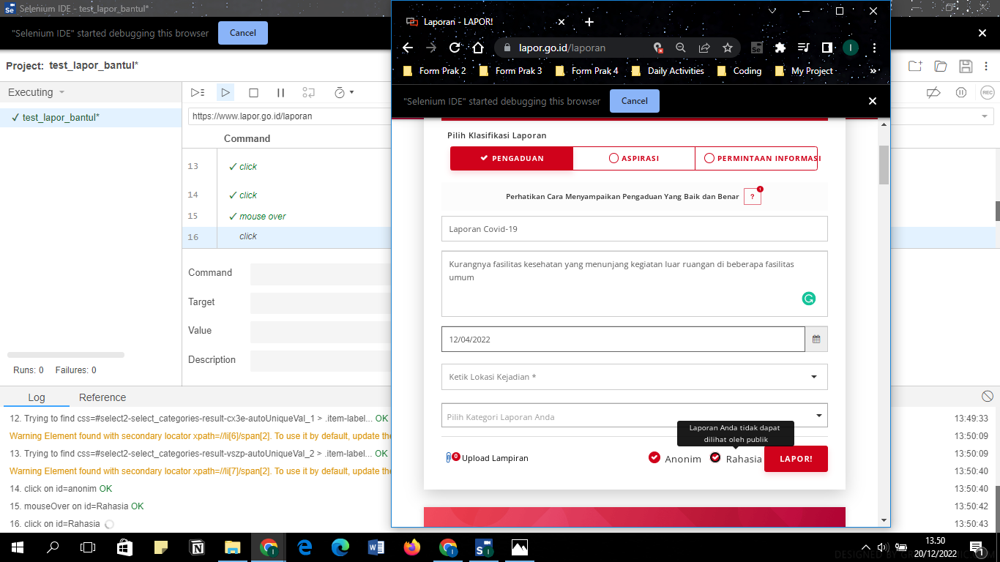 Selenium IDE - test_lapor_bantul*
"Selenium IDE" started debugging this browser
Cancel
Project: test_lapor_bantul*
Executing
✓ test_lapor_bantul*
https://www.lapor.go.id/laporan
REC
Command
13 ✓ click
14 ✓ click
15 ✓ mouse over
16 click
Command
Target
Value
Description
Runs: 0 Failures: 0
Log Reference
12. Trying to find css=#select2-select_categories-result-cx3e-autoUniqueVal_1 > .item-label... OK 13:49:33
Warning Element found with secondary locator xpath=//li[6]/span[2]. To use it by default, update the 13:50:09
13. Trying to find css=#select2-select_categories-result-vszp-autoUniqueVal_2 > .item-label... OK 13:50:09
Warning Element found with secondary locator xpath=//li[7]/span[2]. To use it by default, update the 13:50:40
14. click on id=anonim OK 13:50:40
15. mouseOver on id=Rahasia OK 13:50:42
16. click on id=Rahasia 13:50:43
Laporan - LAPOR!
lapor.go.id/laporan
Se
I
Form Prak 2 Form Prak 3 Form Prak 4 Daily Activities Coding My Project »
"Selenium IDE" started debugging this browser
Cancel
Pilih Klasifikasi Laporan
PENGADUAN ASPIRASI PERMINTAAN INFORMASI
Perhatikan Cara Menyampaikan Pengaduan Yang Baik dan Benar ? 1
Laporan Covid-19
Kurangnya fasilitas kesehatan yang menunjang kegiatan luar ruangan di beberapa fasilitas
umum
12/04/2022
Ketik Lokasi Kejadian *
Pilih Kategori Laporan Anda
Laporan Anda tidak dapat
dilihat oleh publik
0 Upload Lampiran Anonim Rahasia LAPOR!
13.50
20/12/2022
1